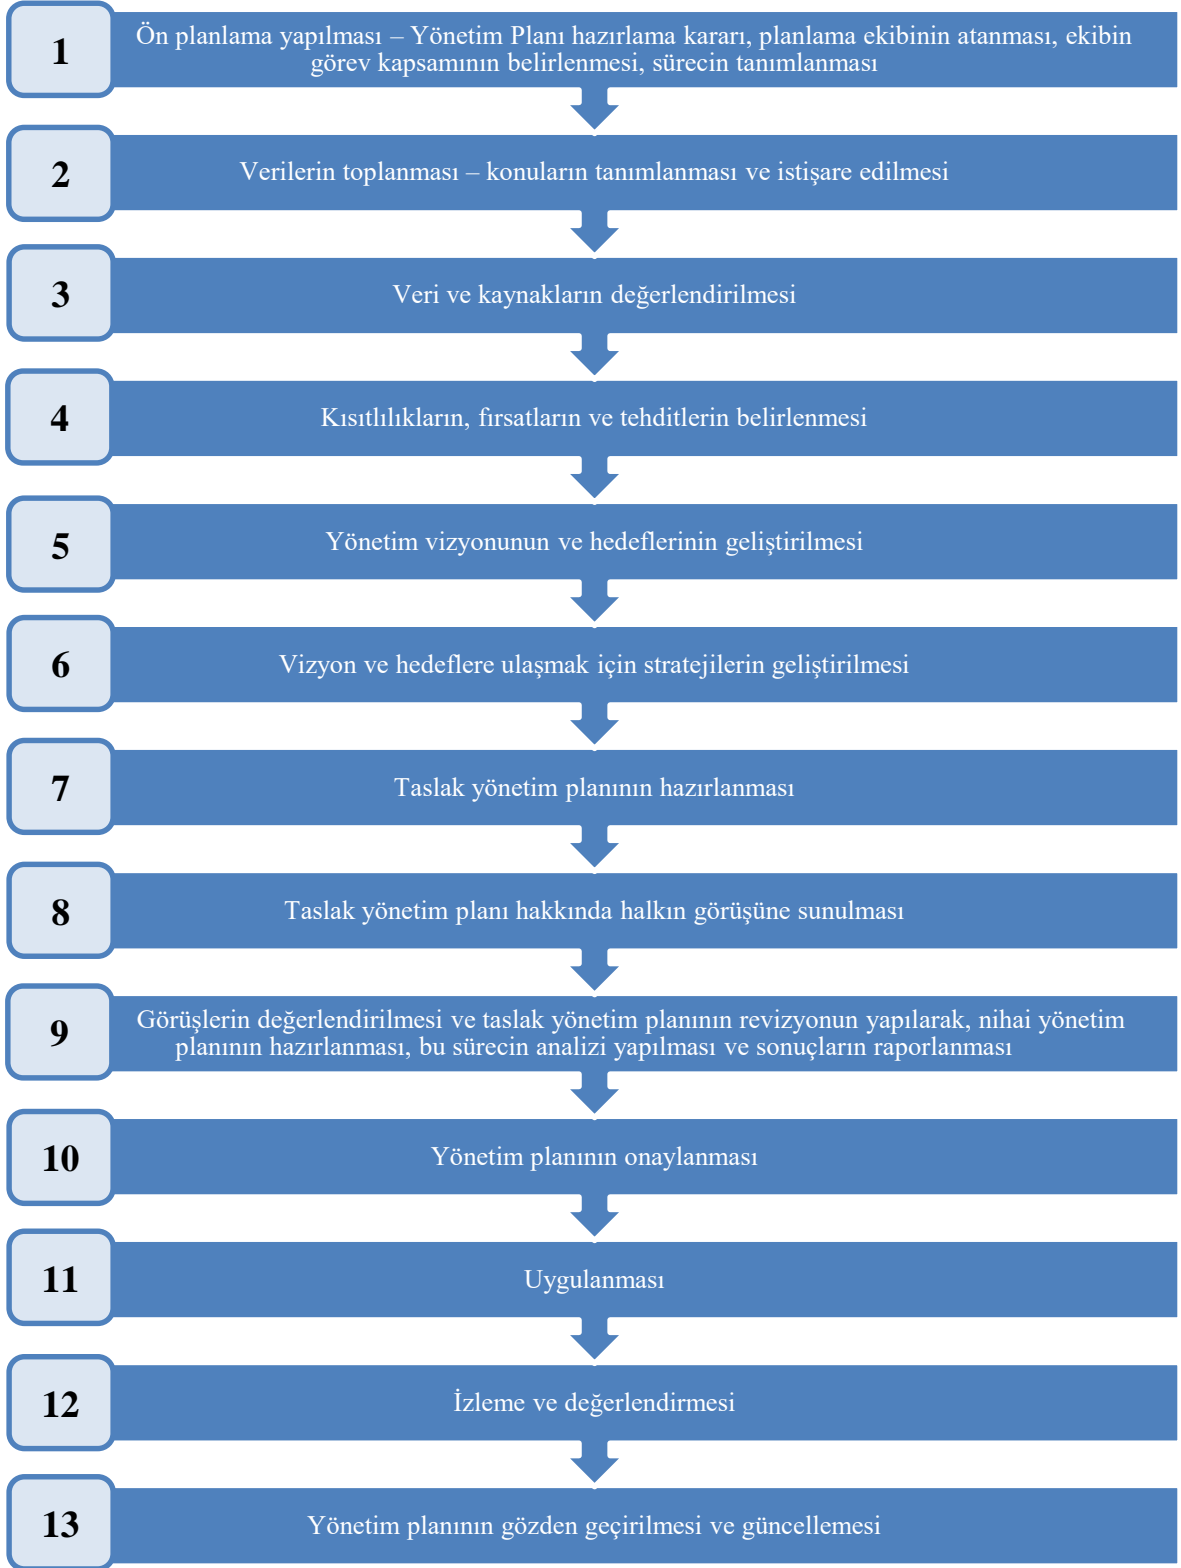 1
Ön planlama yapılması – Yönetim Planı hazırlama kararı, planlama ekibinin atanması, ekibin
görev kapsamının belirlenmesi, sürecin tanımlanması
2
Verilerin toplanması – konuların tanımlanması ve istişare edilmesi
3
Veri ve kaynakların değerlendirilmesi
4
Kısıtlılıkların, fırsatların ve tehditlerin belirlenmesi
5
Yönetim vizyonunun ve hedeflerinin geliştirilmesi
6
Vizyon ve hedeflere ulaşmak için stratejilerin geliştirilmesi
7
Taslak yönetim planının hazırlanması
8
Taslak yönetim planı hakkında halkın görüşüne sunulması
9
Görüşlerin değerlendirilmesi ve taslak yönetim planının revizyonun yapılarak, nihai yönetim
planının hazırlanması, bu sürecin analizi yapılması ve sonuçların raporlanması
10
Yönetim planının onaylanması
11
Uygulanması
12
İzleme ve değerlendirmesi
13
Yönetim planının gözden geçirilmesi ve güncellemesi